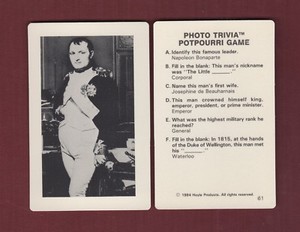 PHOTO TRIVIA™
POTPOURRI GAME
A. Identify this famous leader.
Napoleon Bonaparte
B. Fill in the blank: This man's nickname
was "The Little ______."
Corporal
C. Name this man's first wife.
Josephine de Beauharnais
D. This man crowned himself king,
emperor, president, or prime minister.
Emperor
E. What was the highest military rank he
reached?
General
F. Fill in the blank: In 1815, at the hands
of the Duke of Wellington, this man met
his "______."
Waterloo
© 1984 Hoyle Products. All rights reserved.
61